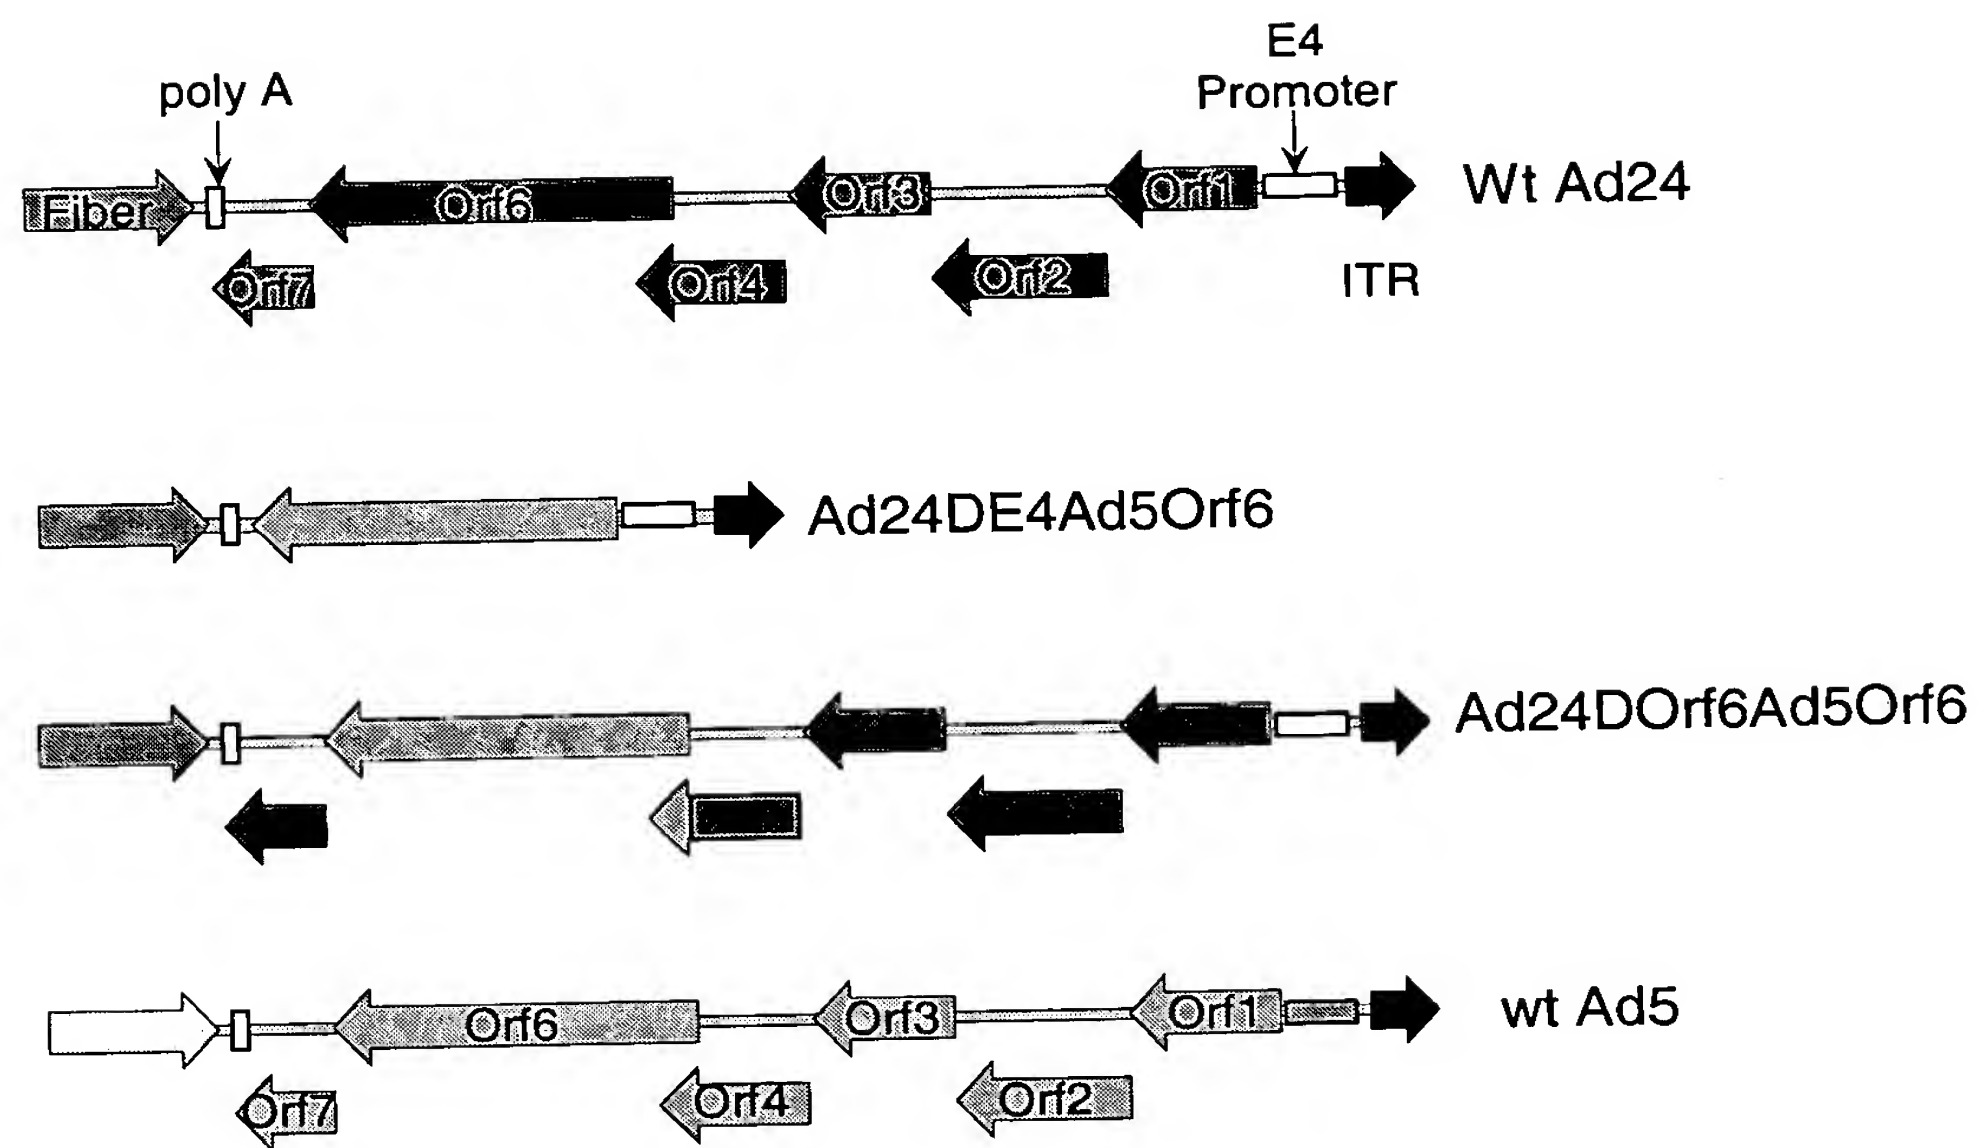 E4
Promoter
poly A
Fiber
Orf6
Orf3
Orf1
Wt Ad24
Orf7
Orf4
Orf2
ITR
Ad24DE4Ad5Orf6
Ad24DOrf6Ad5Orf6
Orf6
Orf3
Orf1
wt Ad5
Orf7
Orf4
Orf2